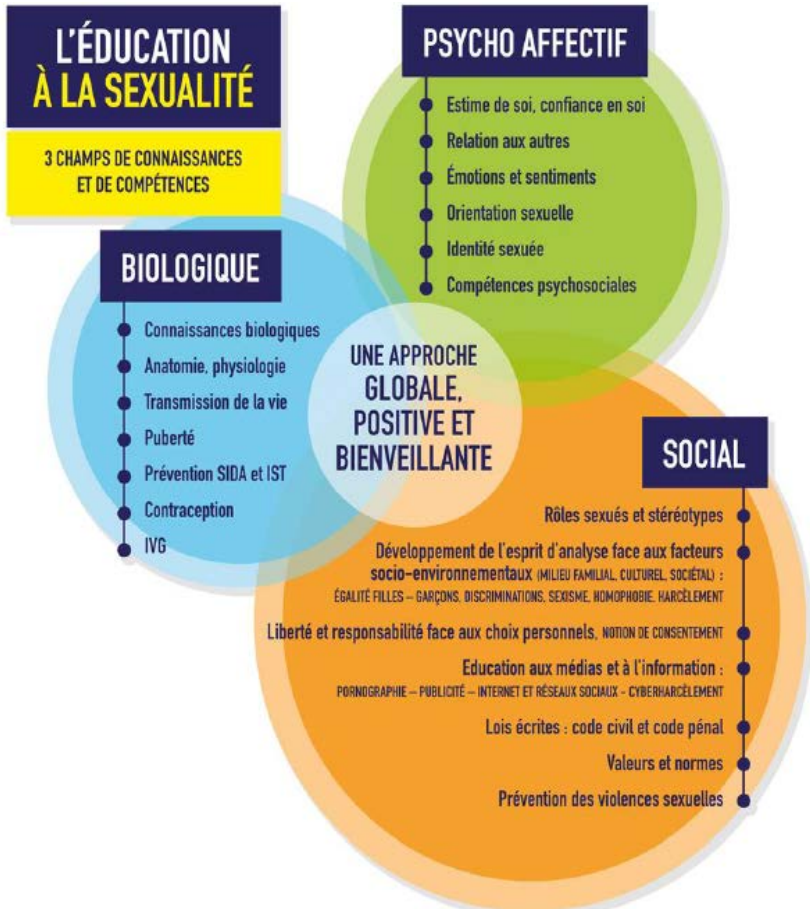 L'ÉDUCATION
À LA SEXUALITÉ
3 CHAMPS DE CONNAISSANCES
ET DE COMPÉTENCES
PSYCHO AFFECTIF
Estime de soi, confiance en soi
Relation aux autres
Émotions et sentiments
Orientation sexuelle
Identité sexuée
Compétences psychosociales
BIOLOGIQUE
Connaissances biologiques
Anatomie, physiologie
Transmission de la vie
Puberté
Prévention SIDA et IST
Contraception
IVG
UNE APPROCHE
GLOBALE,
POSITIVE ET
BIENVEILLANTE
SOCIAL
Rôles sexués et stéréotypes
Développement de l'esprit d'analyse face aux facteurs
socio-environnementaux (MILIEU FAMILIAL, CULTUREL, SOCIÉTAL) :
ÉGALITÉ FILLES – GARÇONS, DISCRIMINATIONS, SEXISME, HOMOPHOBIE, HARCÈLEMENT
Liberté et responsabilité face aux choix personnels, NOTION DE CONSENTEMENT
Education aux médias et à l'information :
PORNOGRAPHIE – PUBLICITÉ – INTERNET ET RÉSEAUX SOCIAUX - CYBERHARCÈLEMENT
Lois écrites : code civil et code pénal
Valeurs et normes
Prévention des violences sexuelles